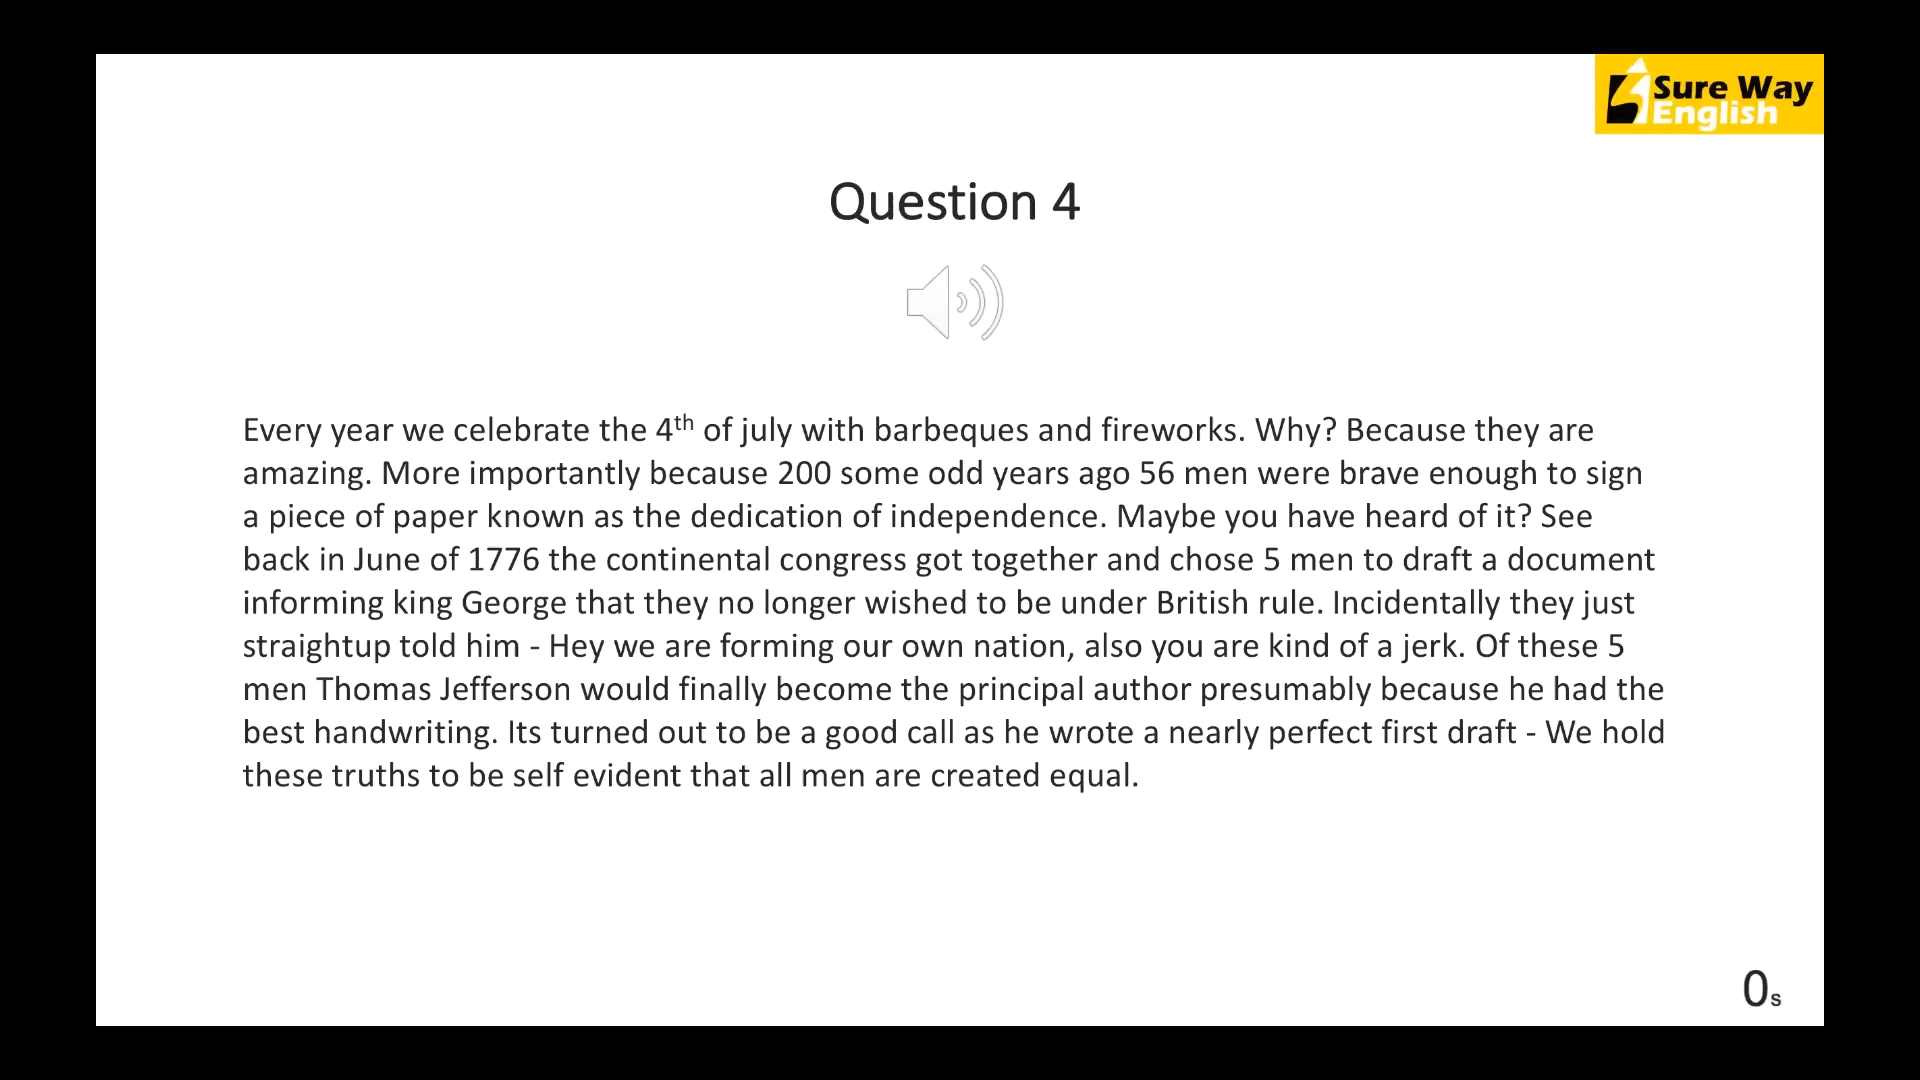 Sure Way
English
Question 4
Every year we celebrate the 4th of july with barbeques and fireworks. Why? Because they are
amazing. More importantly because 200 some odd years ago 56 men were brave enough to sign
a piece of paper known as the dedication of independence. Maybe you have heard of it? See
back in June of 1776 the continental congress got together and chose 5 men to draft a document
informing king George that they no longer wished to be under British rule. Incidentally they just
straightup told him - Hey we are forming our own nation, also you are kind of a jerk. Of these 5
men Thomas Jefferson would finally become the principal author presumably because he had the
best handwriting. Its turned out to be a good call as he wrote a nearly perfect first draft - We hold
these truths to be self evident that all men are created equal.
0s